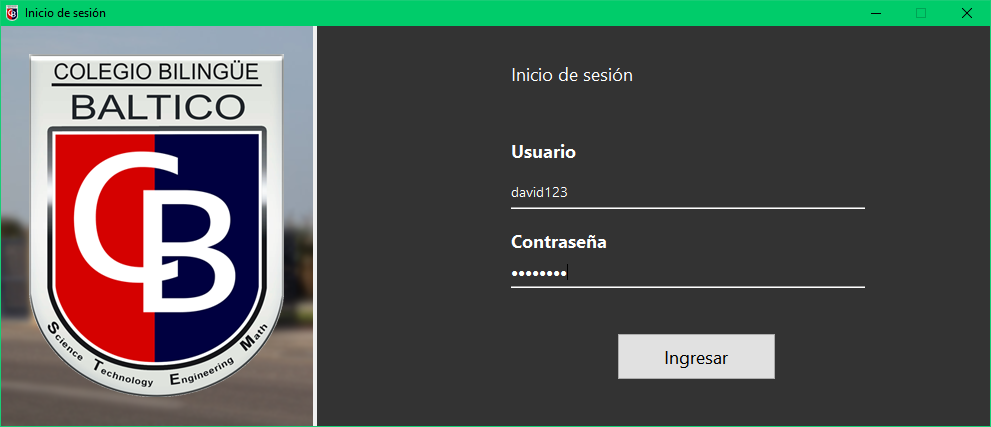 Inicio de sesión
COLEGIO BILINGÜE
BALTICO
CB
Science Technology Engineering Math
Inicio de sesión
Usuario
david123
Contraseña
••••••••
Ingresar